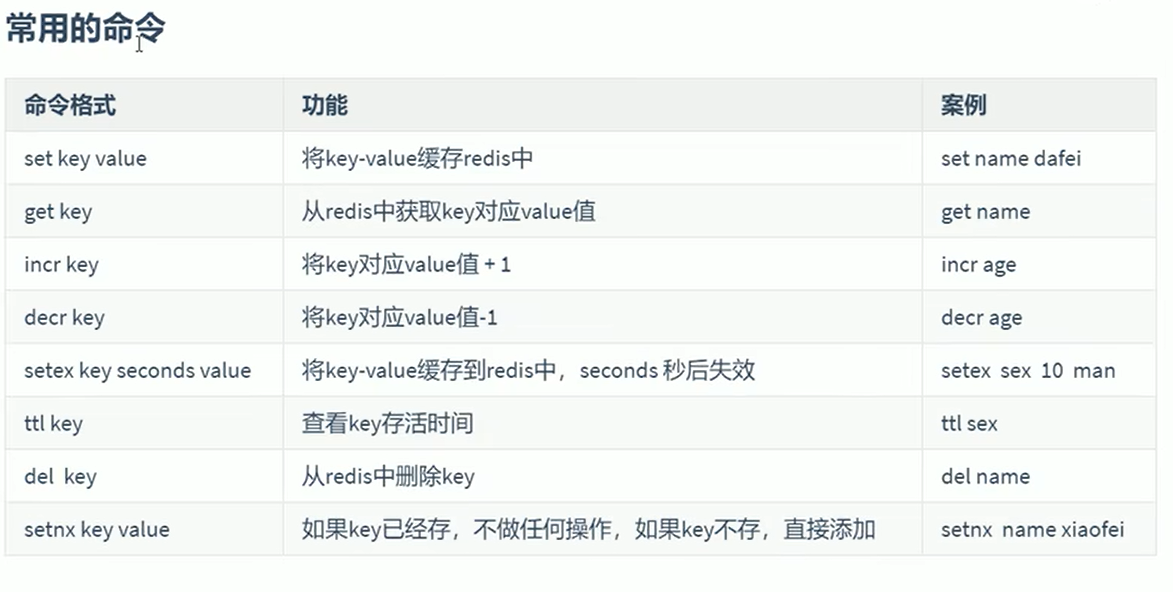 常用的命令
命令格式 功能 案例
set key value 将key-value缓存redis中 set name dafei
get key 从redis中获取key对应value值 get name
incr key 将key对应value值 + 1 incr age
decr key 将key对应value值-1 decr age
setex key seconds value 将key-value缓存到redis中，seconds 秒后失效 setex sex 10 man
ttl key 查看key存活时间 ttl sex
del key 从redis中删除key del name
setnx key value 如果key已经存，不做任何操作，如果key不存，直接添加 setnx name xiaofei